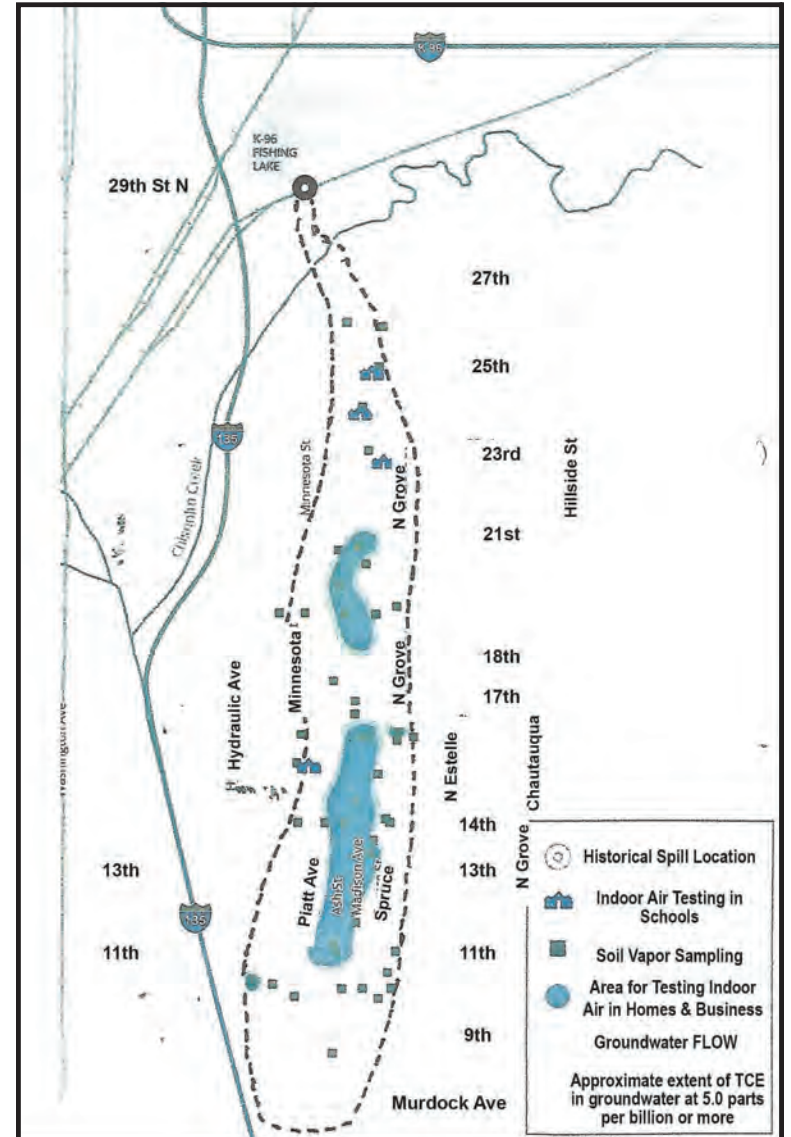 K-96
K-96
FISHING
LAKE
29th St N
27th
25th
135
Minnesota St
23rd
Hillside St
N Grove
21st
Minnesota
18th
N Grove
17th
Hydraulic Ave
N Estelle
Chautauqua
N Grove
14th
13th
13th
Piatt Ave
Ash St
Madison Ave
Spruce
135
11th
11th
9th
Murdock Ave
Washington Ave
Historical Spill Location
Indoor Air Testing in
Schools
Soil Vapor Sampling
Area for Testing Indoor
Air in Homes & Business
Groundwater FLOW
Approximate extent of TCE
in groundwater at 5.0 parts
per billion or more